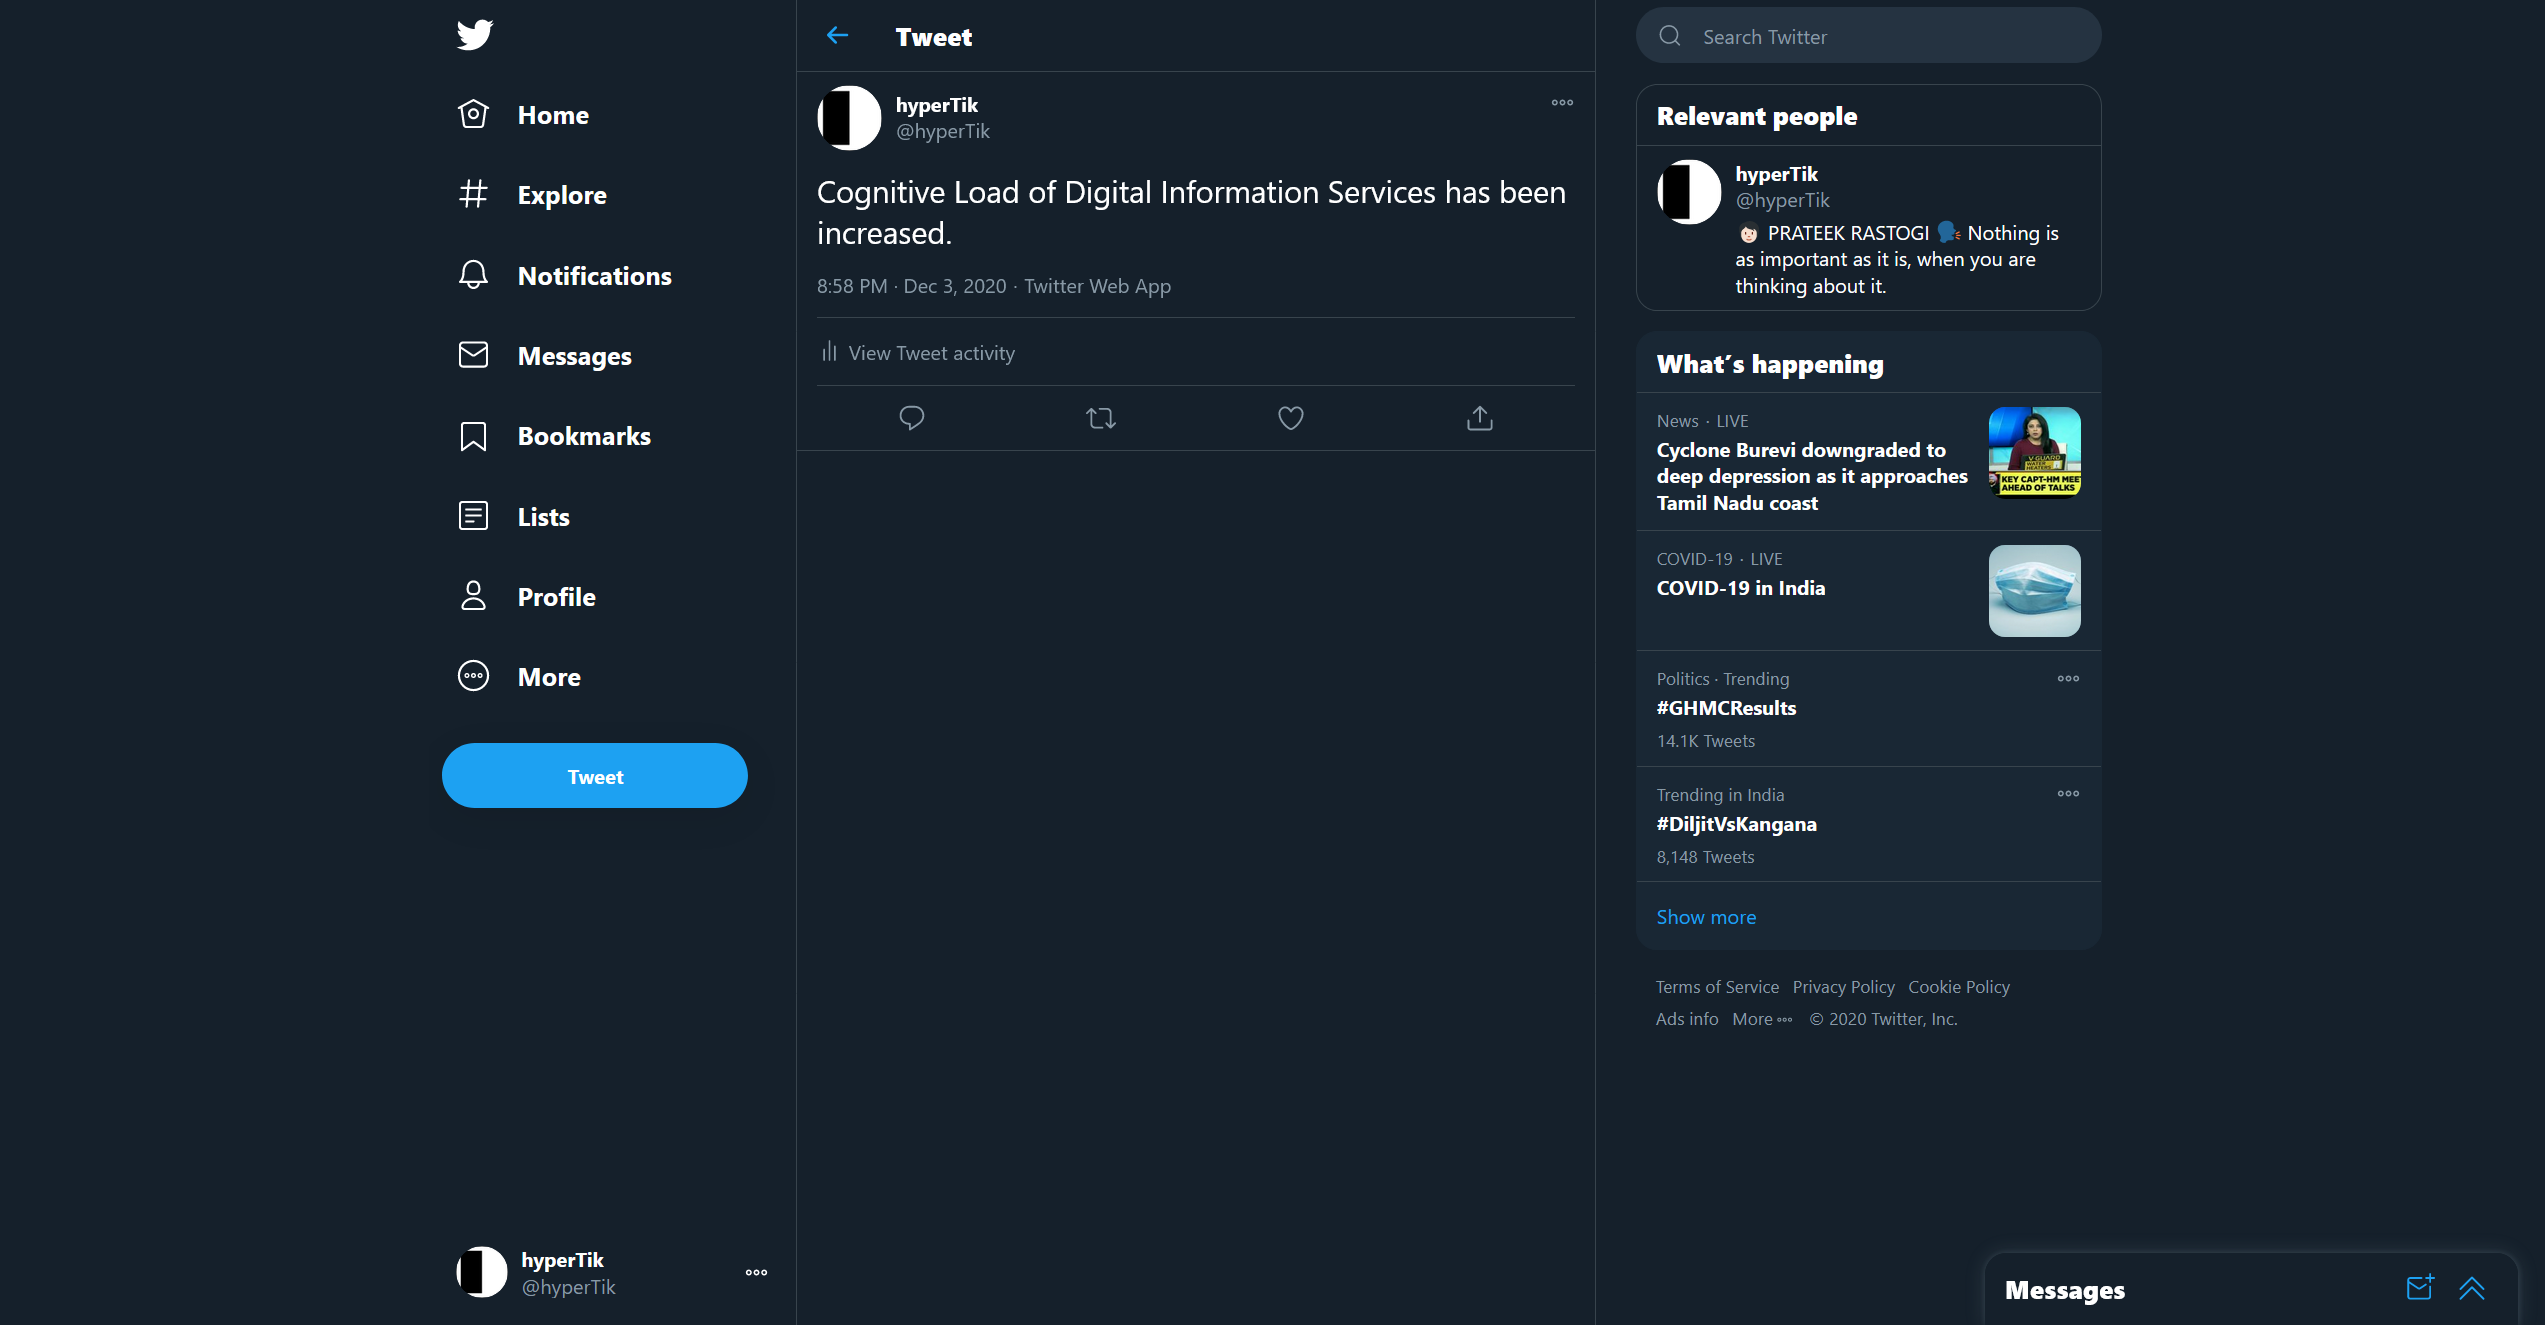 Home
Explore
Notifications
Messages
Bookmarks
Lists
Profile
More
Tweet
hyperTik
@hyperTik
Tweet
hyperTik
@hyperTik
Cognitive Load of Digital Information Services has been
increased.
8:58 PM · Dec 3, 2020 · Twitter Web App
View Tweet activity
Search Twitter
Relevant people
hyperTik
@hyperTik
PRATEEK RASTOGI Nothing is
as important as it is, when you are
thinking about it.
What's happening
News · LIVE
Cyclone Burevi downgraded to
deep depression as it approaches
Tamil Nadu coast
V-GUARD
WATER
HEATERS
KEY CAPT-HM MEE
AHEAD OF TALKS
COVID-19 · LIVE
COVID-19 in India
Politics · Trending
#GHMCResults
14.1K Tweets
Trending in India
#DiljitVsKangana
8,148 Tweets
Show more
Terms of Service Privacy Policy Cookie Policy
Ads info More © 2020 Twitter, Inc.
Messages